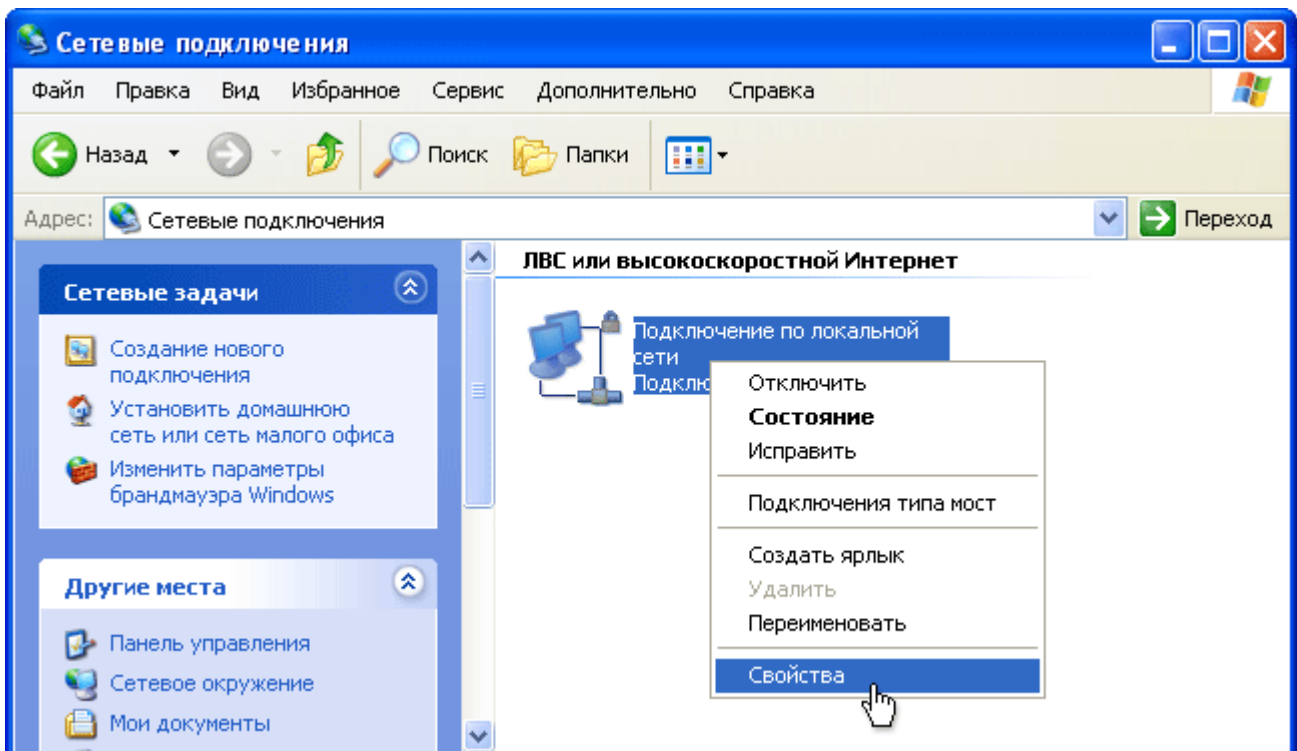 Сетевые подключения
Файл Правка Вид Избранное Сервис Дополнительно Справка
Назад Поиск Папки
Адрес: Сетевые подключения Переход
Сетевые задачи
Создание нового
подключения
Установить домашнюю
сеть или сеть малого офиса
Изменить параметры
брандмауэра Windows
Другие места
Панель управления
Сетевое окружение
Мои документы
ЛВС или высокоскоростной Интернет
Подключение по локальной
сети
Отключить
Состояние
Исправить
Подключения типа мост
Создать ярлык
Удалить
Переименовать
Свойства